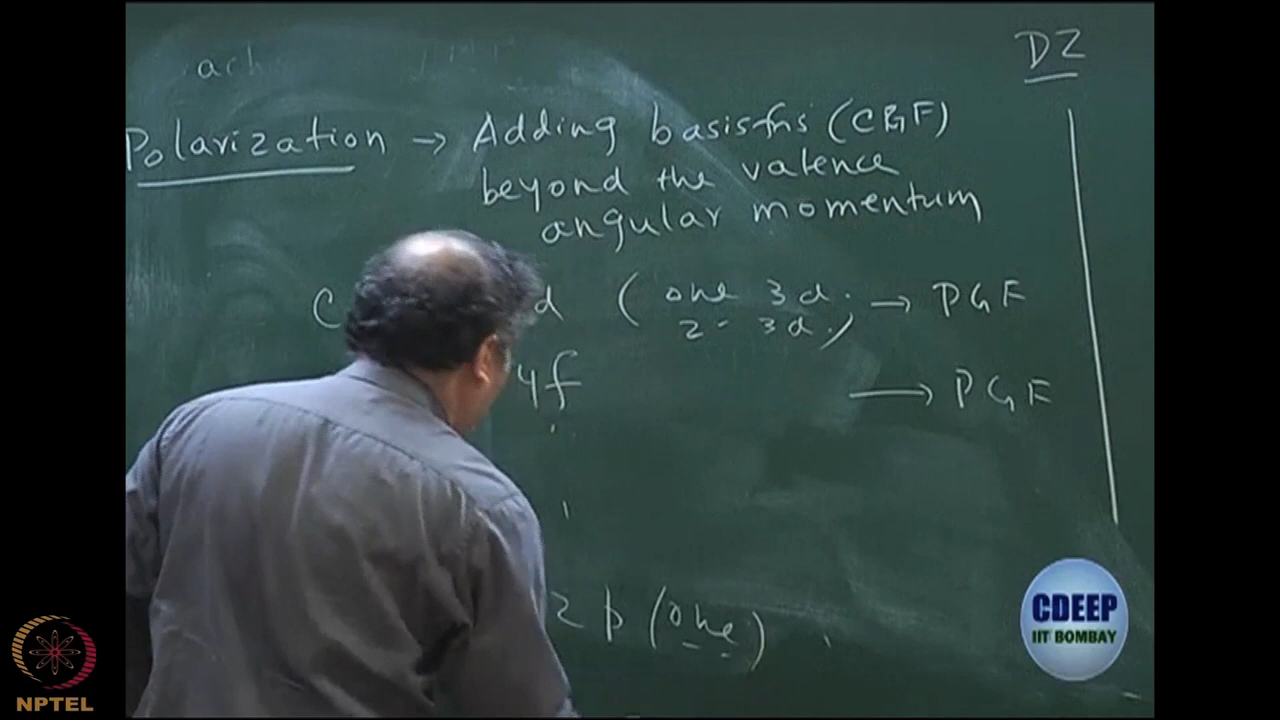 DZ
ach
Polarization → Adding basis fns (CGF)
beyond the valence
angular momentum
C d ( one 3d. → PGF
2 - 3d. )
4f → PGF
2p (one)
CDEEP
IIT BOMBAY
NPTEL